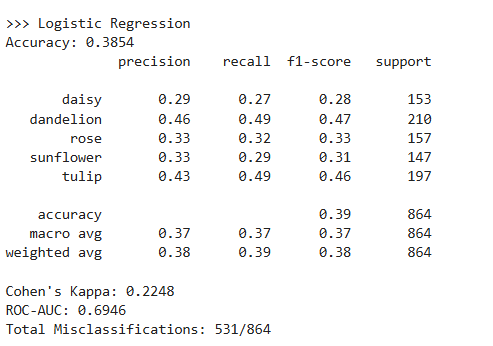 >>> Logistic Regression
Accuracy: 0.3854
precision recall f1-score support
daisy 0.29 0.27 0.28 153
dandelion 0.46 0.49 0.47 210
rose 0.33 0.32 0.33 157
sunflower 0.33 0.29 0.31 147
tulip 0.43 0.49 0.46 197
accuracy 0.39 864
macro avg 0.37 0.37 0.37 864
weighted avg 0.38 0.39 0.38 864
Cohen's Kappa: 0.2248
ROC-AUC: 0.6946
Total Misclassifications: 531/864